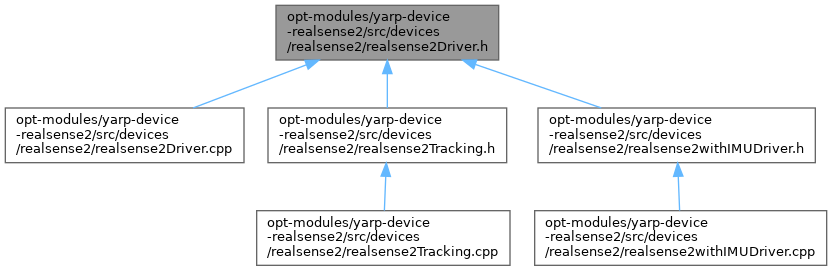 opt-modules/yarp-device
-realsense2/src/devices
/realsense2/realsense2Driver.h
opt-modules/yarp-device
-realsense2/src/devices
/realsense2/realsense2Driver.cpp
opt-modules/yarp-device
-realsense2/src/devices
/realsense2/realsense2Tracking.h
opt-modules/yarp-device
-realsense2/src/devices
/realsense2/realsense2withIMUDriver.h
opt-modules/yarp-device
-realsense2/src/devices
/realsense2/realsense2Tracking.cpp
opt-modules/yarp-device
-realsense2/src/devices
/realsense2/realsense2withIMUDriver.cpp